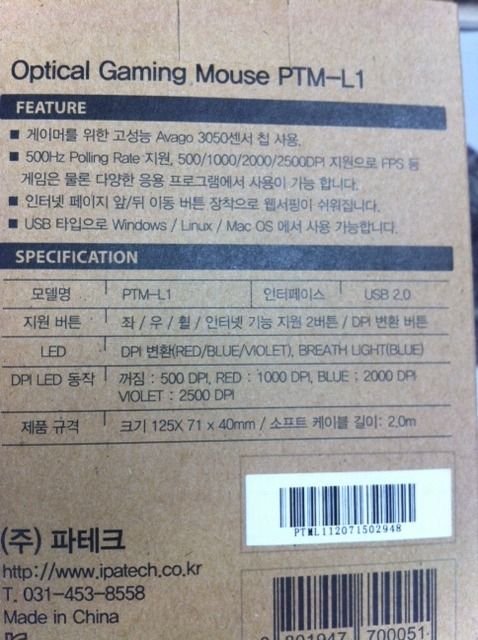 Optical Gaming Mouse PTM-L1
FEATURE
■ 게이머를 위한 고성능 Avago 3050센서 칩 사용.
■ 500Hz Polling Rate 지원, 500/1000/2000/2500DPI 지원으로 FPS 등
게임은 물론 다양한 응용 프로그램에서 사용이 가능 합니다.
■ 인터넷 페이지 앞/뒤 이동 버튼 장착으로 웹서핑이 쉬워집니다.
■ USB 타입으로 Windows / Linux / Mac OS 에서 사용 가능합니다.
SPECIFICATION
모델명 PTM-L1 인터페이스 USB 2.0
지원 버튼 좌 / 우 / 휠 / 인터넷 기능 지원 2버튼 / DPI 변환 버튼
LED DPI 변환(RED/BLUE/VIOLET), BREATH LIGHT(BLUE)
DPI LED 동작 꺼짐 : 500 DPI, RED : 1000 DPI, BLUE : 2000 DPI
VIOLET : 2500 DPI
제품 규격 크기 125X 71 x 40mm / 소프트 케이블 길이: 2.0m
PTML112071502948
(주) 파테크
http://www.ipatech.co.kr
T. 031-453-8558
Made in China
700051